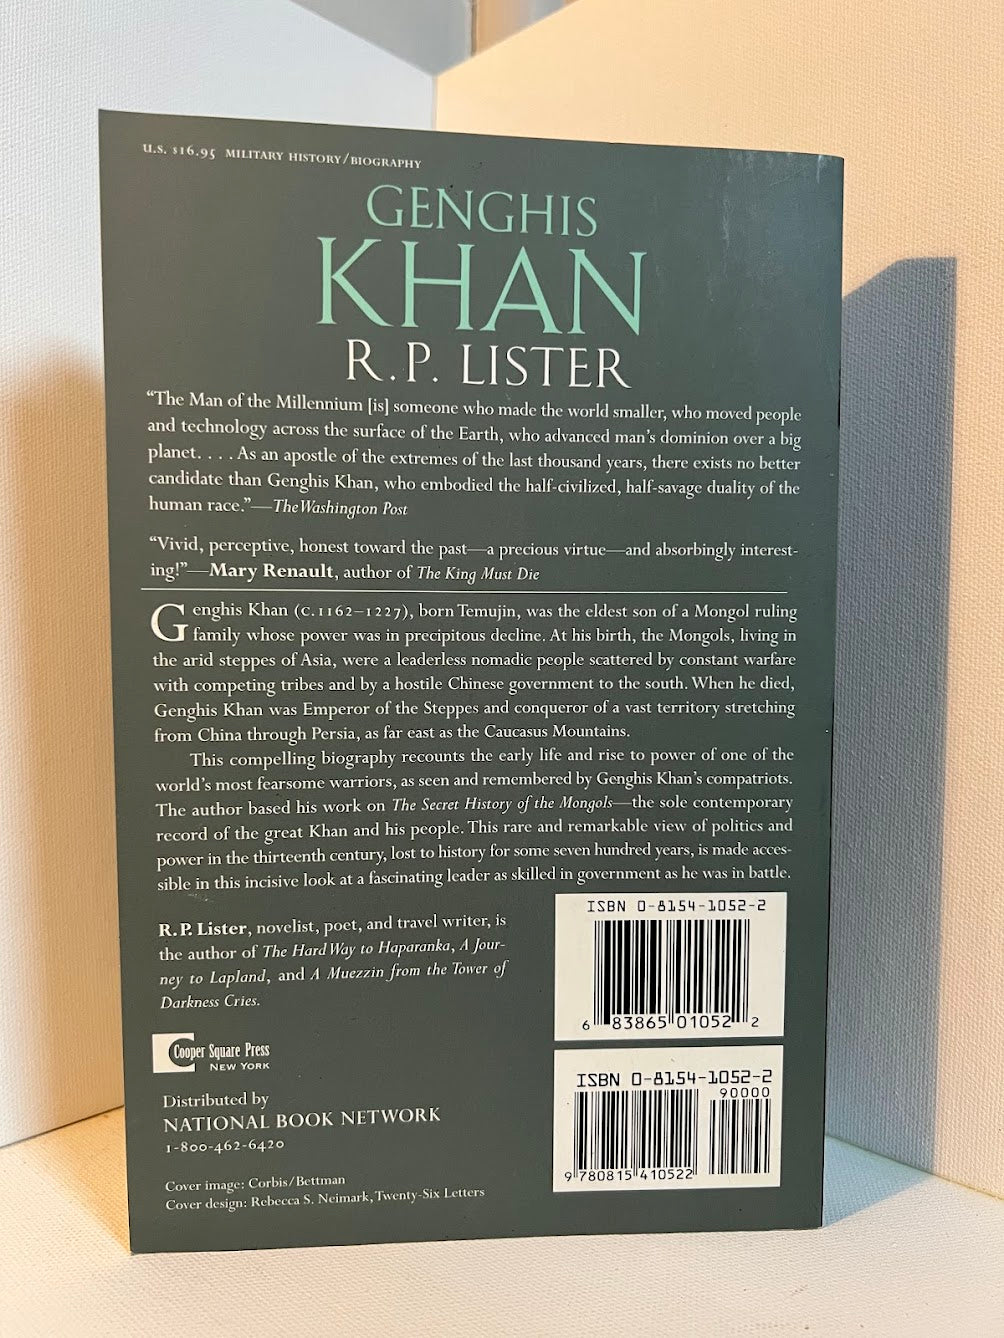 U.S. $16.95 MILITARY HISTORY/BIOGRAPHY
GENGHIS
KHAN
R.P. LISTER
“The Man of the Millennium [is] someone who made the world smaller, who moved people
and technology across the surface of the Earth, who advanced man’s dominion over a big
planet. . . . As an apostle of the extremes of the last thousand years, there exists no better
candidate than Genghis Khan, who embodied the half-civilized, half-savage duality of the
human race.”—The Washington Post
“Vivid, perceptive, honest toward the past—a precious virtue—and absorbingly interest-
ing!”—Mary Renault, author of The King Must Die
Genghis Khan (C.1162–1227), born Temujin, was the eldest son of a Mongol ruling
family whose power was in precipitous decline. At his birth, the Mongols, living in
the arid steppes of Asia, were a leaderless nomadic people scattered by constant warfare
with competing tribes and by a hostile Chinese government to the south. When he died,
Genghis Khan was Emperor of the Steppes and conqueror of a vast territory stretching
from China through Persia, as far east as the Caucasus Mountains.
This compelling biography recounts the early life and rise to power of one of the
world’s most fearsome warriors, as seen and remembered by Genghis Khan’s compatriots.
The author based his work on The Secret History of the Mongols—the sole contemporary
record of the great Khan and his people. This rare and remarkable view of politics and
power in the thirteenth century, lost to history for some seven hundred years, is made acces-
sible in this incisive look at a fascinating leader as skilled in government as he was in battle.
R.P. Lister, novelist, poet, and travel writer, is
the author of The Hard Way to Haparanka, A Jour-
ney to Lapland, and A Muezzin from the Tower of
Darkness Cries.
Cooper Square Press
NEW YORK
Distributed by
NATIONAL BOOK NETWORK
1-800-462-6420
Cover image: Corbis/Bettman
Cover design: Rebecca S. Neimark, Twenty-Six Letters
ISBN 0-8154-1052-2
6 83865 01052 2
ISBN 0-8154-1052-2
90000
9 780815 410522